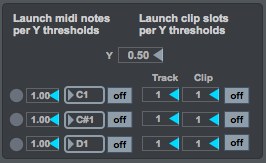 Launch midi notes Launch clip slots
per Y thresholds per Y thresholds
Y 0.50
Track Clip
1.00 C1 off 1 1 off
1.00 C#1 off 1 1 off
1.00 D1 off 1 1 off